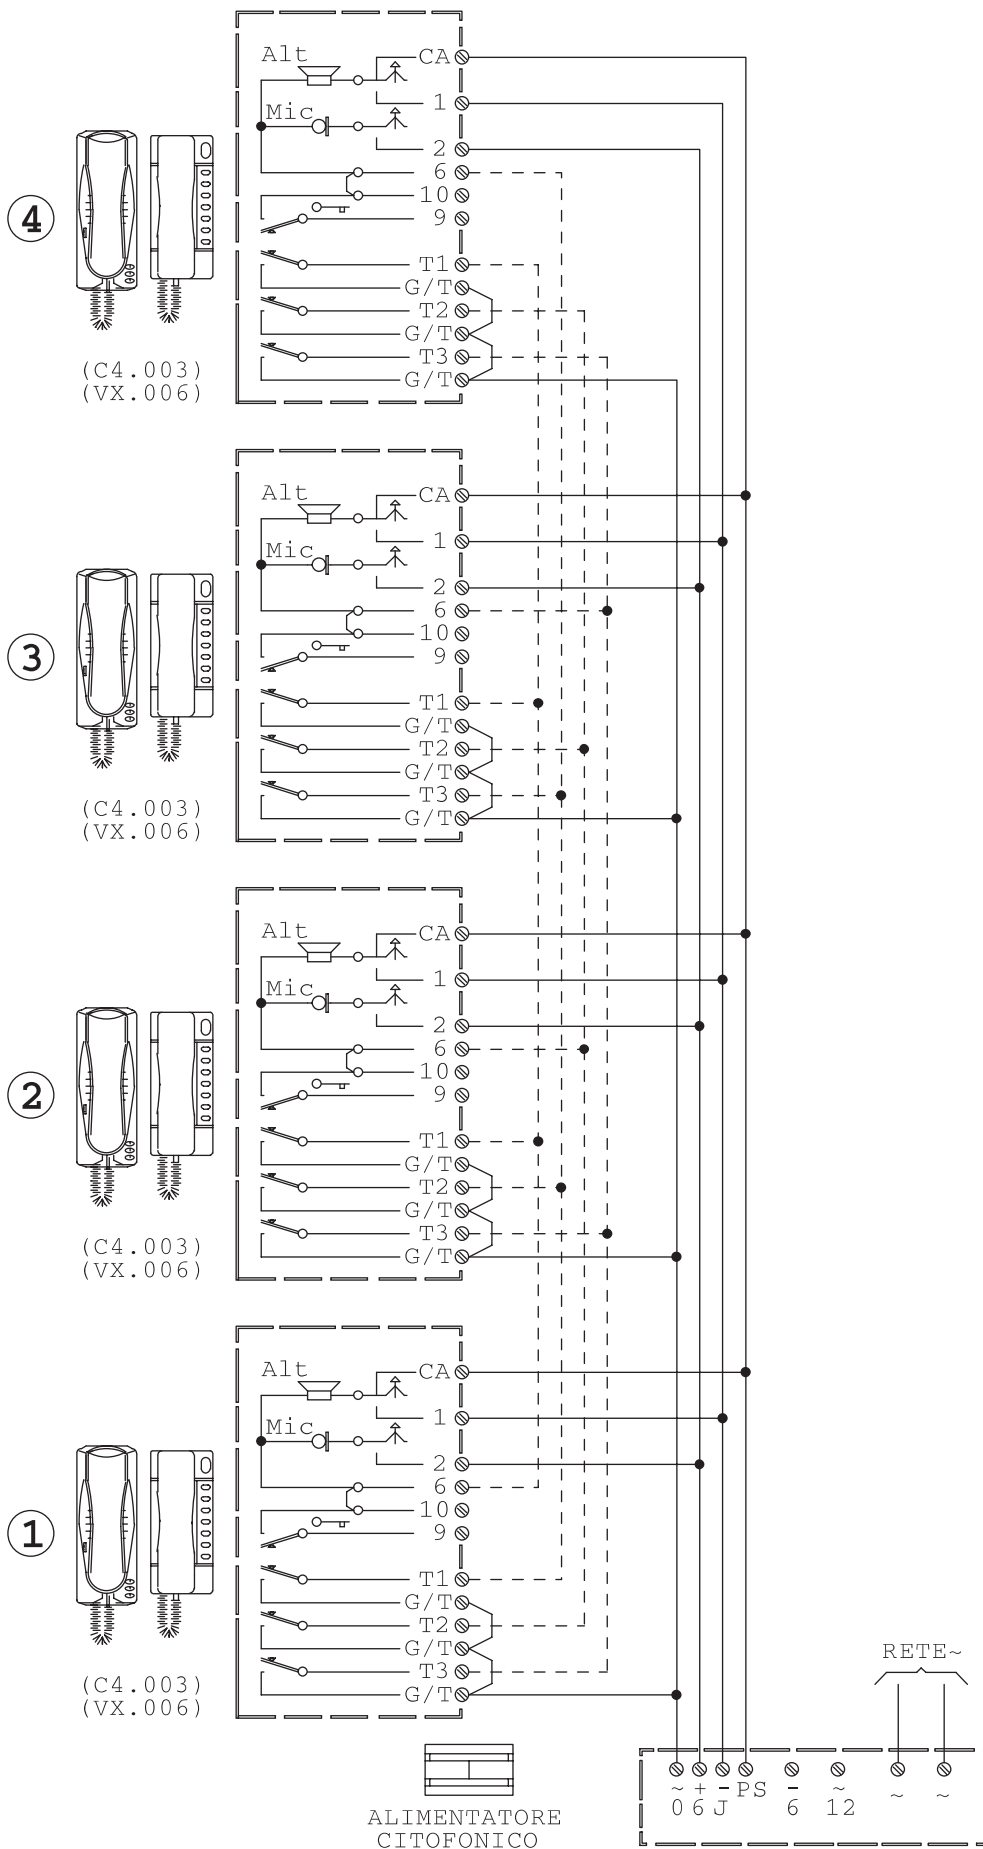 Alt
CA
1
Mic
2
6
10
9
4
T1
G/T
T2
G/T
T3
G/T
(C4.003)
(VX.006)
Alt
CA
1
Mic
2
6
10
9
3
T1
G/T
T2
G/T
T3
G/T
(C4.003)
(VX.006)
Alt
CA
1
Mic
2
6
10
9
2
T1
G/T
T2
G/T
T3
G/T
(C4.003)
(VX.006)
Alt
CA
1
Mic
2
6
10
9
1
T1
G/T
T2
G/T
T3
G/T
(C4.003)
(VX.006)
RETE~
~ + - PS - ~ ~ ~
0 6 J 6 12
ALIMENTATORE
CITOFONICO